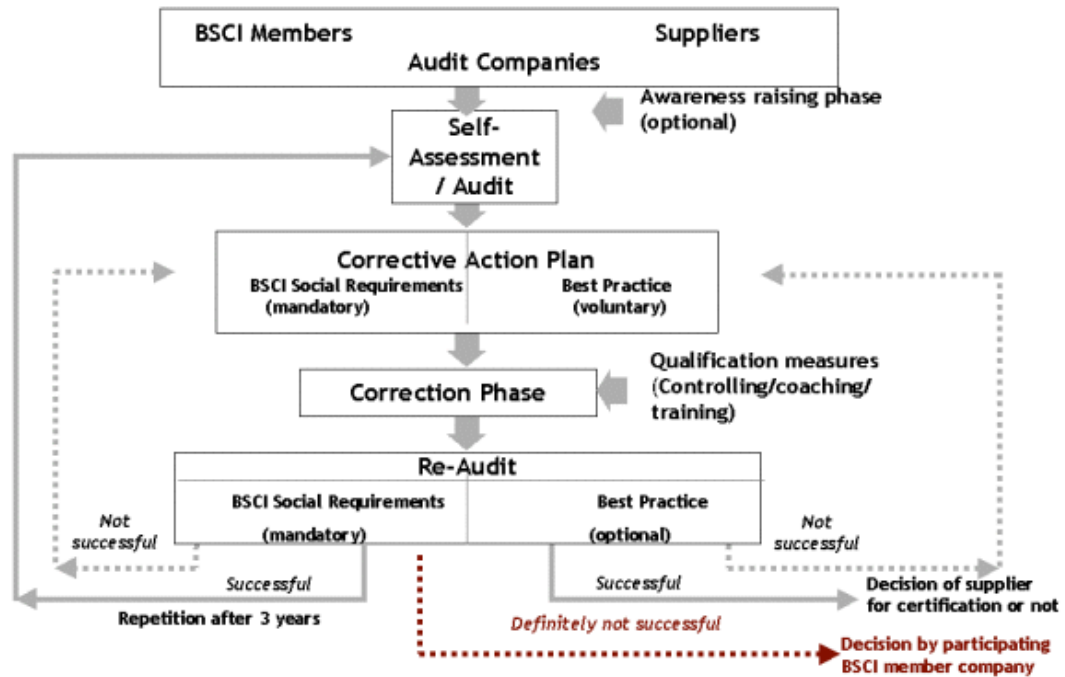 BSCI Members
Suppliers
Audit Companies
Awareness raising phase
(optional)
Self-
Assessment
/ Audit
Corrective Action Plan
BSCI Social Requirements
(mandatory)
Best Practice
(voluntary)
Qualification measures
(Controlling/coaching/
training)
Correction Phase
Re-Audit
BSCI Social Requirements
(mandatory)
Best Practice
(optional)
Not
successful
Not
successful
Successful
Successful
Decision of supplier
for certification or not
Repetition after 3 years
Definitely not successful
Decision by participating
BSCI member company